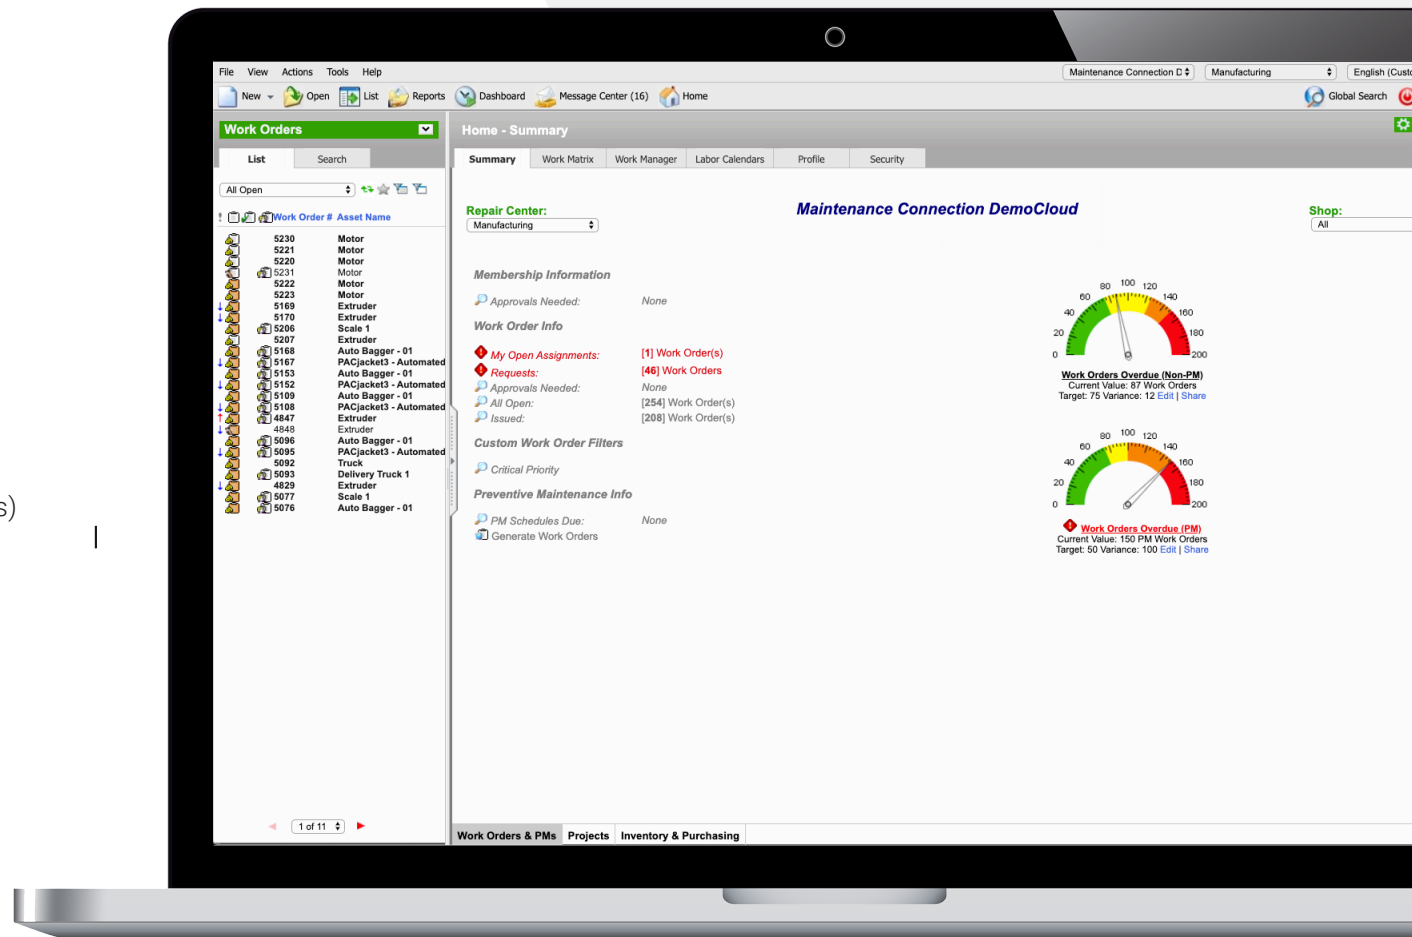 File View Actions Tools Help
Maintenance Connection D Manufacturing English (Custo
New Open List Reports Dashboard Message Center (16) Home
Global Search
Work Orders
Home - Summary
List Search
Summary Work Matrix Work Manager Labor Calendars Profile Security
All Open
! Work Order # Asset Name
5230 Motor
5221 Motor
5220 Motor
5231 Motor
5222 Motor
5223 Motor
5169 Extruder
5170 Extruder
5206 Scale 1
5207 Extruder
5168 Auto Bagger - 01
5167 PACjacket3 - Automated
5153 Auto Bagger - 01
5152 PACjacket3 - Automated
5109 Auto Bagger - 01
5108 PACjacket3 - Automated
4847 Extruder
4848 Extruder
5096 Auto Bagger - 01
5095 PACjacket3 - Automated
5092 Truck
5093 Delivery Truck 1
4829 Extruder
5077 Scale 1
5076 Auto Bagger - 01
1 of 11
Repair Center:
Manufacturing
Maintenance Connection DemoCloud
Shop:
All
Membership Information
Approvals Needed: None
Work Order Info
My Open Assignments: [1] Work Order(s)
Requests: [46] Work Orders
Approvals Needed: None
All Open: [254] Work Order(s)
Issued: [208] Work Order(s)
Custom Work Order Filters
Critical Priority
Preventive Maintenance Info
PM Schedules Due: None
Generate Work Orders
0 20 40 60 80 100 120 140 160 180 200
Work Orders Overdue (Non-PM)
Current Value: 87 Work Orders
Target: 75 Variance: 12 Edit | Share
0 20 40 60 80 100 120 140 160 180 200
Work Orders Overdue (PM)
Current Value: 150 PM Work Orders
Target: 50 Variance: 100 Edit | Share
Work Orders & PMs Projects Inventory & Purchasing
s)
l